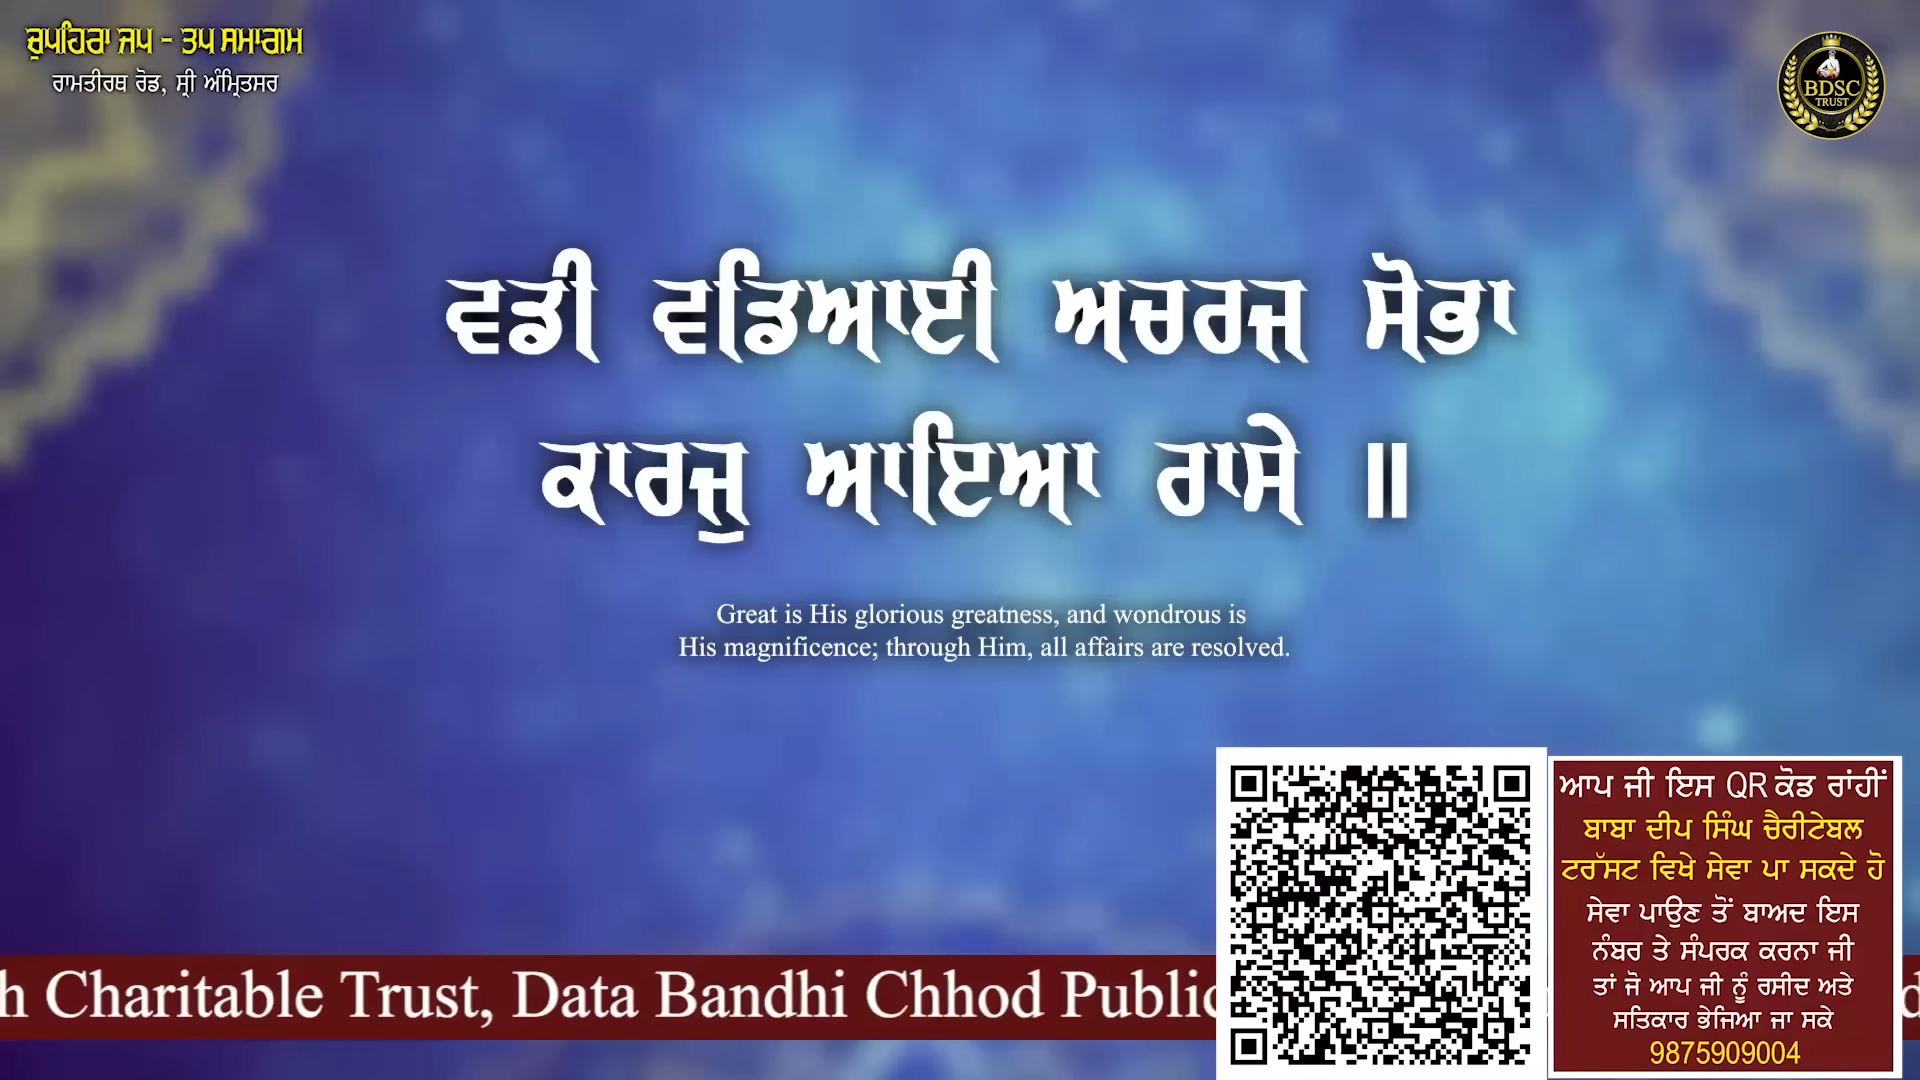 ਚੁਪਹਿਰਾ ਜਪ - ਤਪ ਸਮਾਗਮ
ਰਾਮਤੀਰਥ ਰੋਡ, ਸ੍ਰੀ ਅੰਮ੍ਰਿਤਸਰ
BDSC
TRUST
ਵਡੀ ਵਡਿਆਈ ਅਚਰਜ ਸੋਭਾ
ਕਾਰਜੁ ਆਇਆ ਰਾਸੇ ॥
Great is His glorious greatness, and wondrous is
His magnificence; through Him, all affairs are resolved.
ਆਪ ਜੀ ਇਸ QR ਕੋਡ ਰਾਂਹੀਂ
ਬਾਬਾ ਦੀਪ ਸਿੰਘ ਚੈਰੀਟੇਬਲ
ਟਰੱਸਟ ਵਿਖੇ ਸੇਵਾ ਪਾ ਸਕਦੇ ਹੋ
ਸੇਵਾ ਪਾਉਣ ਤੋਂ ਬਾਅਦ ਇਸ
ਨੰਬਰ ਤੇ ਸੰਪਰਕ ਕਰਨਾ ਜੀ
ਤਾਂ ਜੋ ਆਪ ਜੀ ਨੂੰ ਰਸੀਦ ਅਤੇ
ਸਤਿਕਾਰ ਭੇਜਿਆ ਜਾ ਸਕੇ
9875909004
h Charitable Trust, Data Bandhi Chhod Public